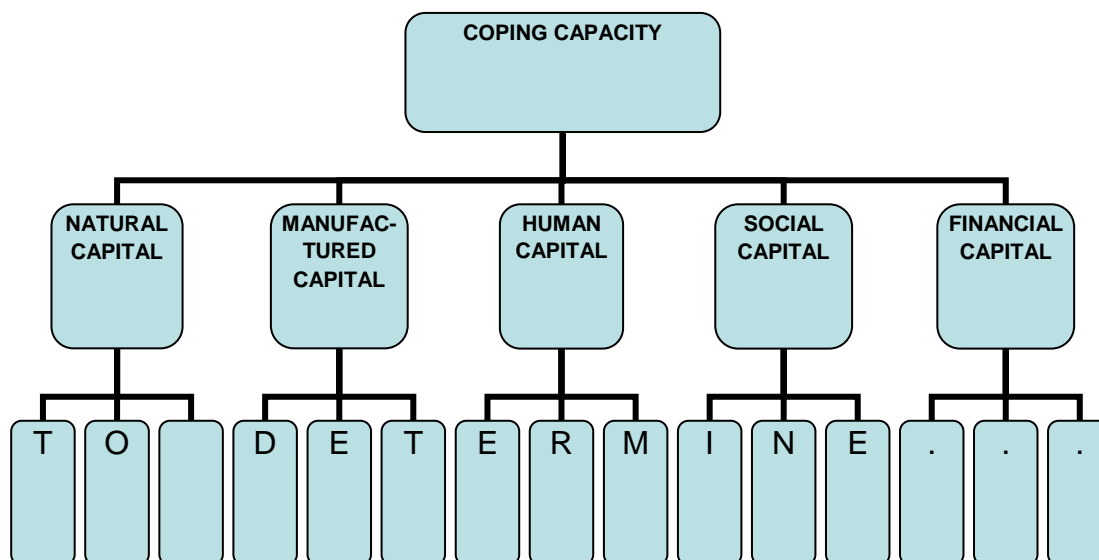 COPING CAPACITY
NATURAL
CAPITAL
MANUFAC-
TURED
CAPITAL
HUMAN
CAPITAL
SOCIAL
CAPITAL
FINANCIAL
CAPITAL
T O D E T E R M I N E . . .